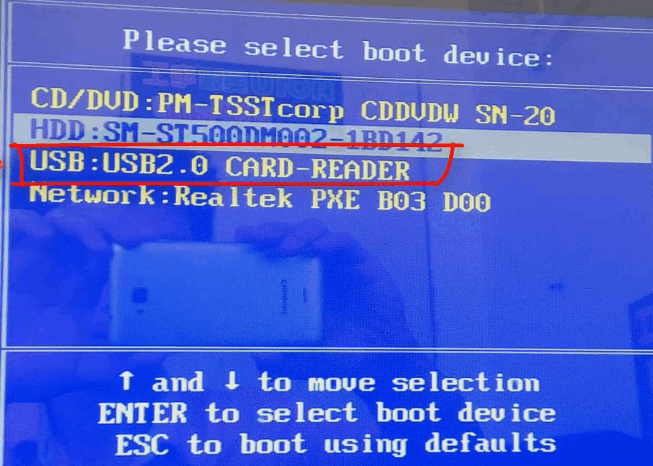 Please select boot device:
CD/DVD:PM-TSSTcorp CDDVDW SN-20
HDD:SM-ST500DM002-1BD142
USB:USB2.0 CARD-READER
Network:Realtek PXE B03 D00
↑ and ↓ to move selection
ENTER to select boot device
ESC to boot using defaults